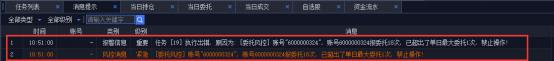 任务列表 消息提示 当日持仓 当日委托 当日成交 自选股 资金流水
全部类型 全部级别 请输入关键字
时间 账号 类别 级别 消息
1 10:51:00 - 报警信息 重要 任务【19】执行出错，原因为：[委托风控] 账号"6000000324"，账号6000000324报委托16次，已超出了单日最大委托1次，禁止操作！
2 10:51:00 - 风控消息 紧急 [委托风控] 账号"6000000324"，账号6000000324报委托16次，已超出了单日最大委托1次，禁止操作！